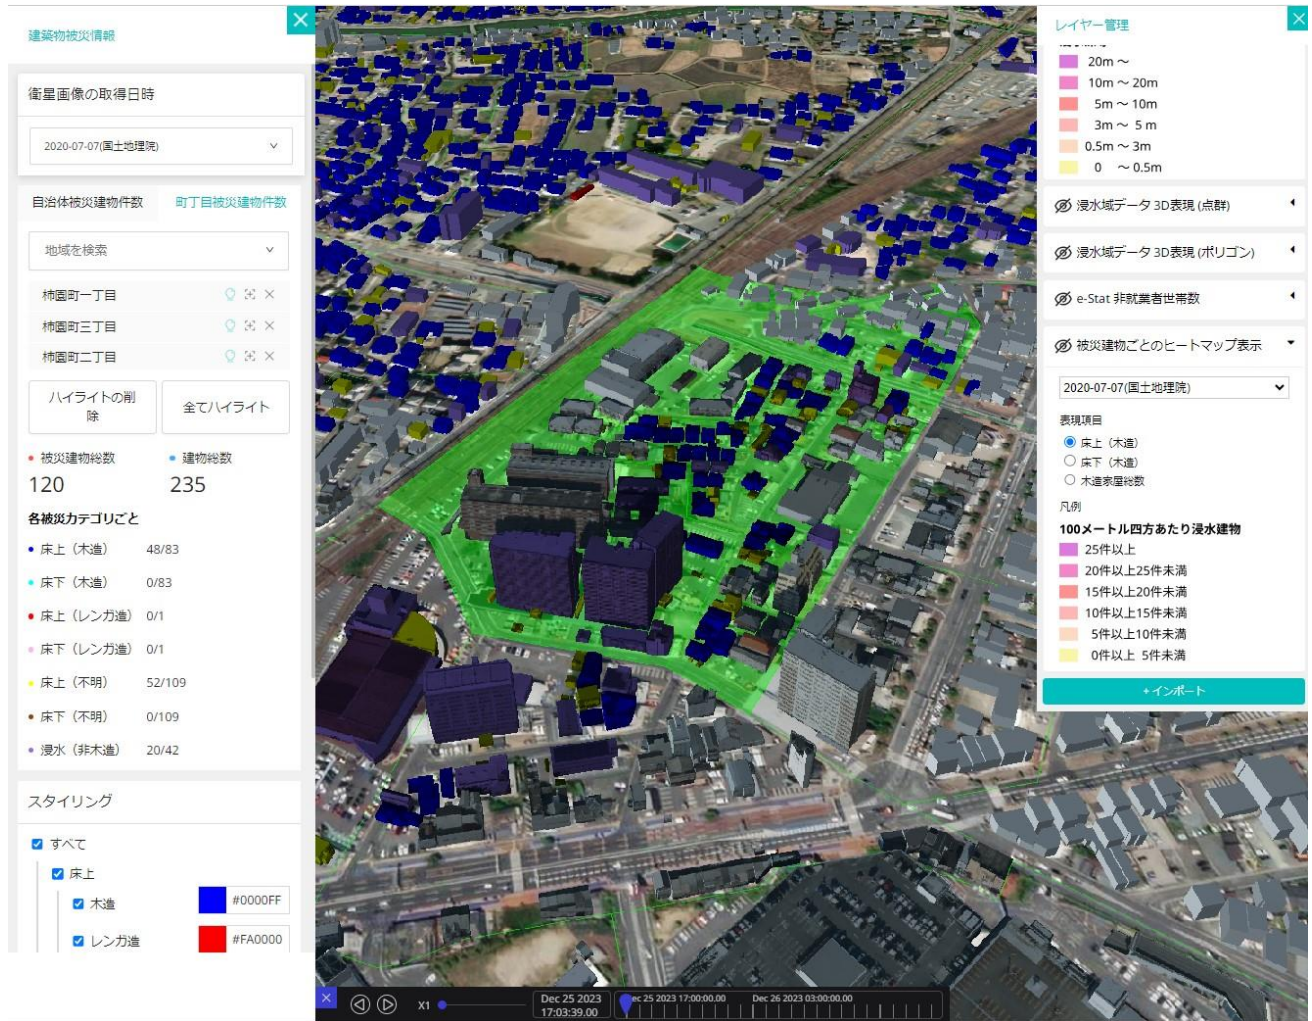 建築物被災情報
衛星画像の取得日時
2020-07-07(国土地理院)
自治体被災建物件数
町丁目被災建物件数
地域を検索
柿園町一丁目
柿園町三丁目
柿園町二丁目
ハイライトの削
除
全てハイライト
被災建物総数
建物総数
120
235
各被災カテゴリごと
床上（木造） 48/83
床下（木造） 0/83
床上（レンガ造） 0/1
床下（レンガ造） 0/1
床上（不明） 52/109
床下（不明） 0/109
浸水（非木造） 20/42
スタイリング
すべて
床上
木造 #0000FF
レンガ造 #FA0000
X1
Dec 25 2023
17:03:39.00
ec 25 2023 17:00:00.00
Dec 26 2023 03:00:00.00
レイヤー管理
20m～
10m～20m
5m～10m
3m～ 5 m
0.5m～3m
0 ～0.5m
浸水域データ 3D表現 (点群)
浸水域データ 3D表現 (ポリゴン)
e-Stat 非就業者世帯数
被災建物ごとのヒートマップ表示
2020-07-07(国土地理院)
表現項目
床上（木造）
床下（木造）
木造家屋総数
凡例
100メートル四方あたり浸水建物
25件以上
20件以上25件未満
15件以上20件未満
10件以上15件未満
5件以上10件未満
0件以上 5件未満
+インポート